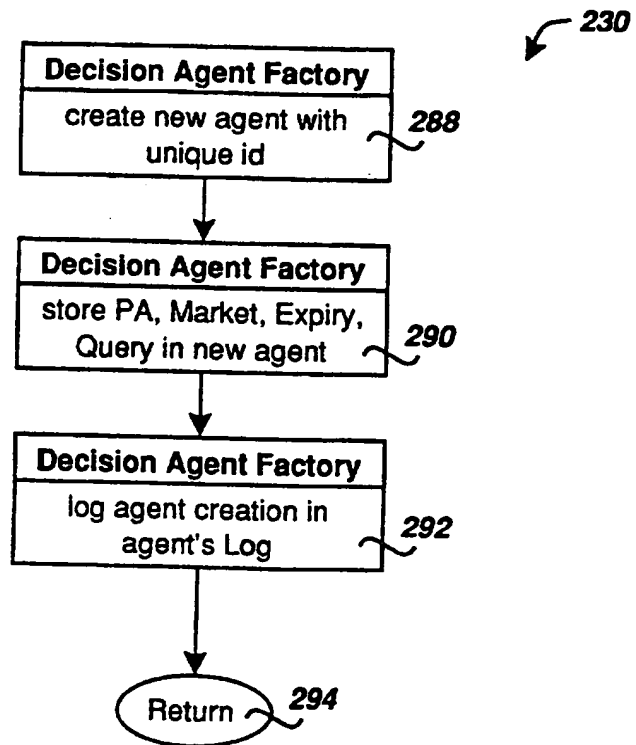 230
Decision Agent Factory
create new agent with
unique id
288
Decision Agent Factory
store PA, Market, Expiry,
Query in new agent
290
Decision Agent Factory
log agent creation in
agent's Log
292
Return
294